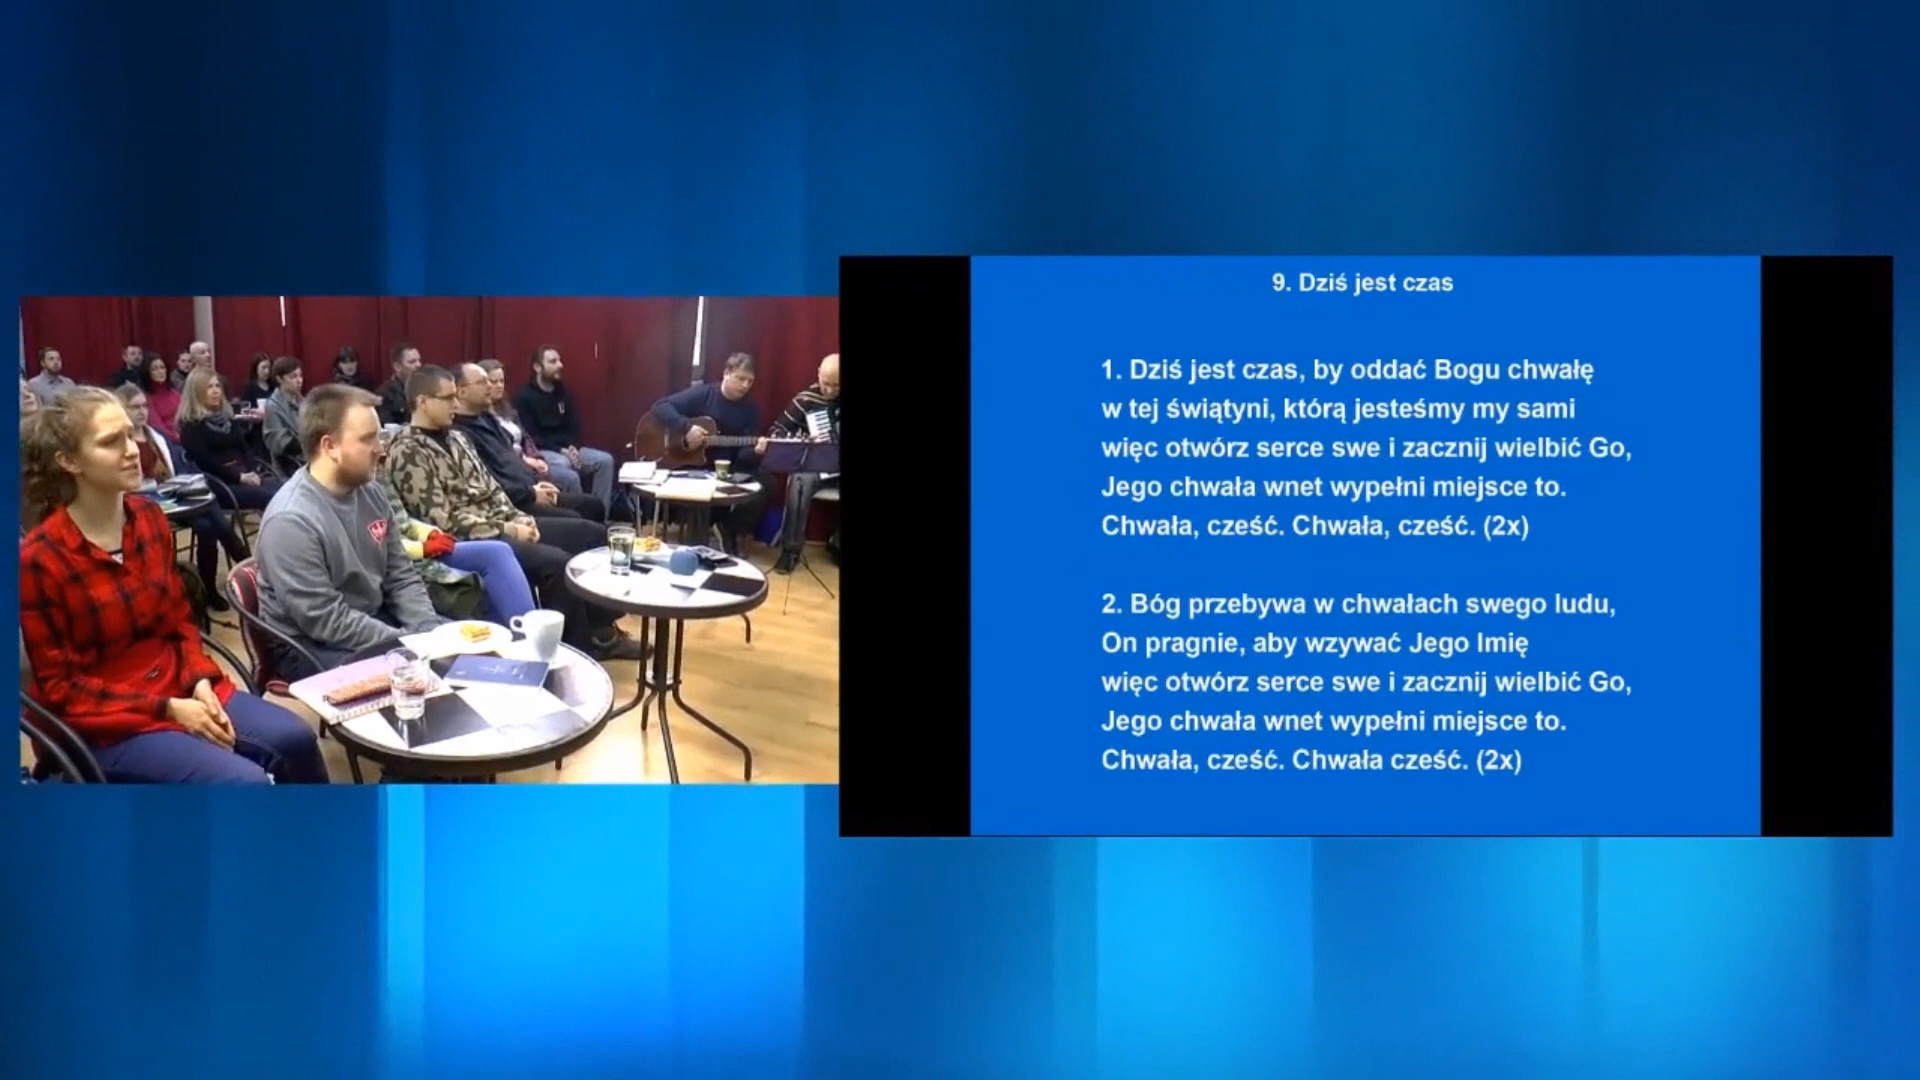 9. Dziś jest czas
1. Dziś jest czas, by oddać Bogu chwałę
w tej świątyni, którą jesteśmy my sami
więc otwórz serce swe i zacznij wielbić Go,
Jego chwała wnet wypełni miejsce to.
Chwała, cześć. Chwała, cześć. (2x)
2. Bóg przebywa w chwałach swego ludu,
On pragnie, aby wzywać Jego Imię
więc otwórz serce swe i zacznij wielbić Go,
Jego chwała wnet wypełni miejsce to.
Chwała, cześć. Chwała cześć. (2x)